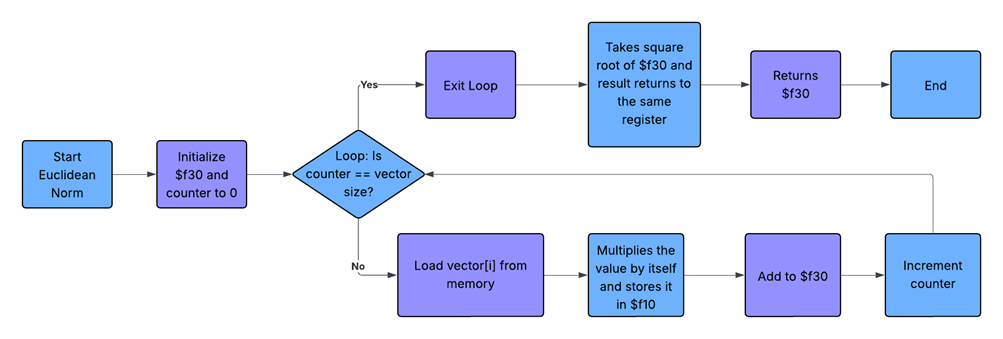 Start
Euclidean
Norm
Initialize
$f30 and
counter to 0
Loop: Is
counter == vector
size?
Yes
Exit Loop
Takes square
root of $f30 and
result returns to
the same
register
Returns
$f30
End
No
Load vector[i] from
memory
Multiplies the
value by itself
and stores it
in $f10
Add to $f30
Increment
counter